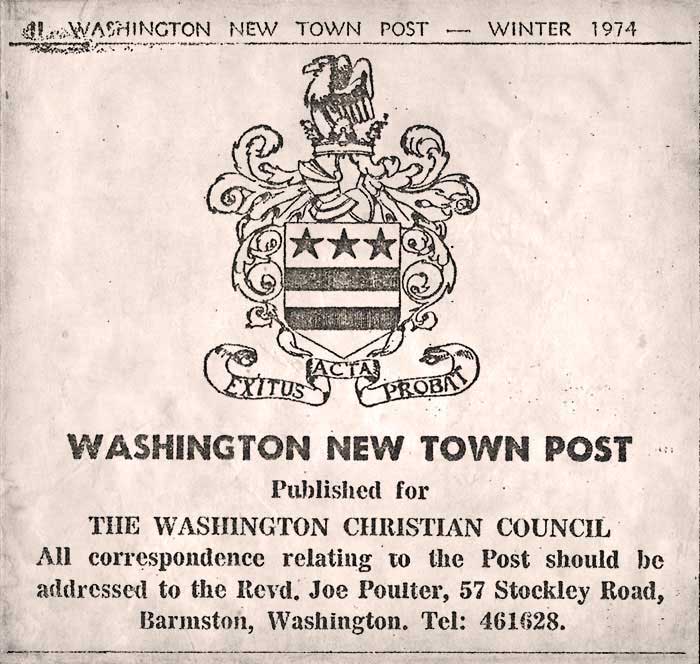 WASHINGTON NEW TOWN POST — WINTER 1974
EXITUS ACTA PROBAT
WASHINGTON NEW TOWN POST
Published for
THE WASHINGTON CHRISTIAN COUNCIL
All correspondence relating to the Post should be
addressed to the Revd. Joe Poulter, 57 Stockley Road,
Barmston, Washington. Tel: 461628.